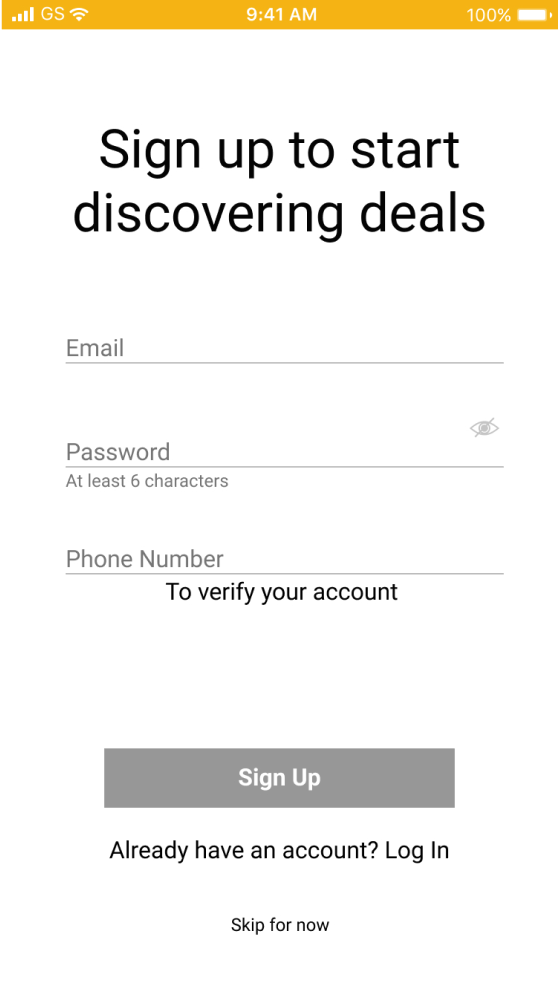 GS 9:41 AM 100%
Sign up to start
discovering deals
Email
Password
At least 6 characters
Phone Number
To verify your account
Sign Up
Already have an account? Log In
Skip for now